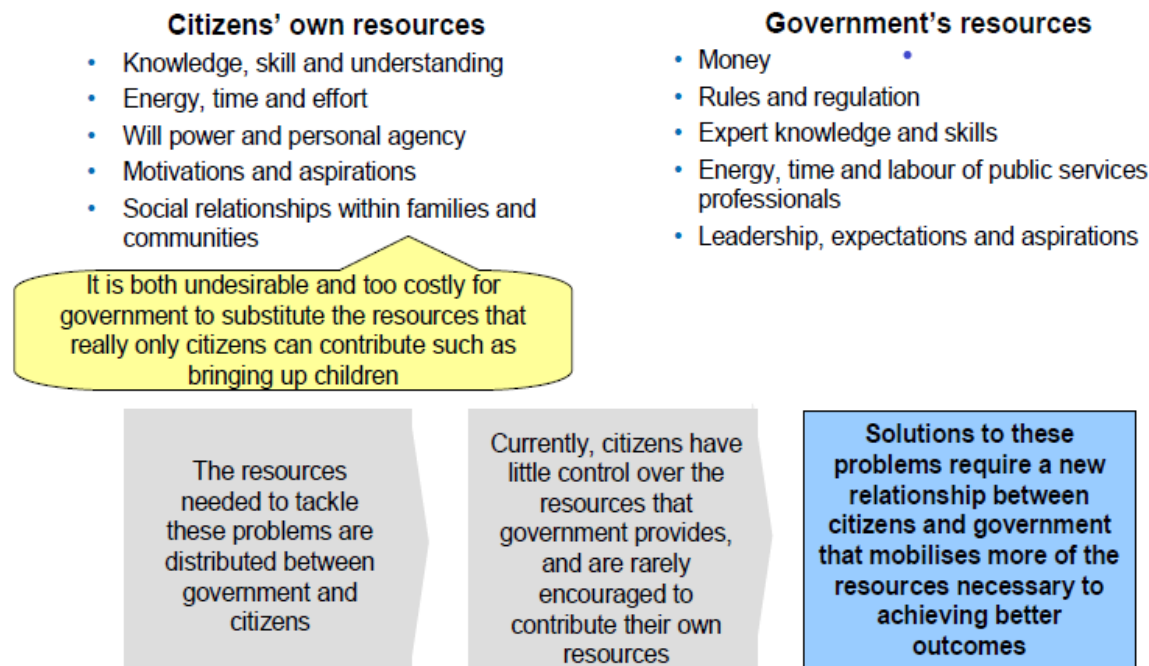 Citizens' own resources
• Knowledge, skill and understanding
• Energy, time and effort
• Will power and personal agency
• Motivations and aspirations
• Social relationships within families and
communities
Government's resources
• Money
• Rules and regulation
• Expert knowledge and skills
• Energy, time and labour of public services
professionals
• Leadership, expectations and aspirations
It is both undesirable and too costly for
government to substitute the resources that
really only citizens can contribute such as
bringing up children
The resources
needed to tackle
these problems are
distributed between
government and
citizens
Currently, citizens have
little control over the
resources that
government provides,
and are rarely
encouraged to
contribute their own
resources
Solutions to these
problems require a new
relationship between
citizens and government
that mobilises more of the
resources necessary to
achieving better
outcomes